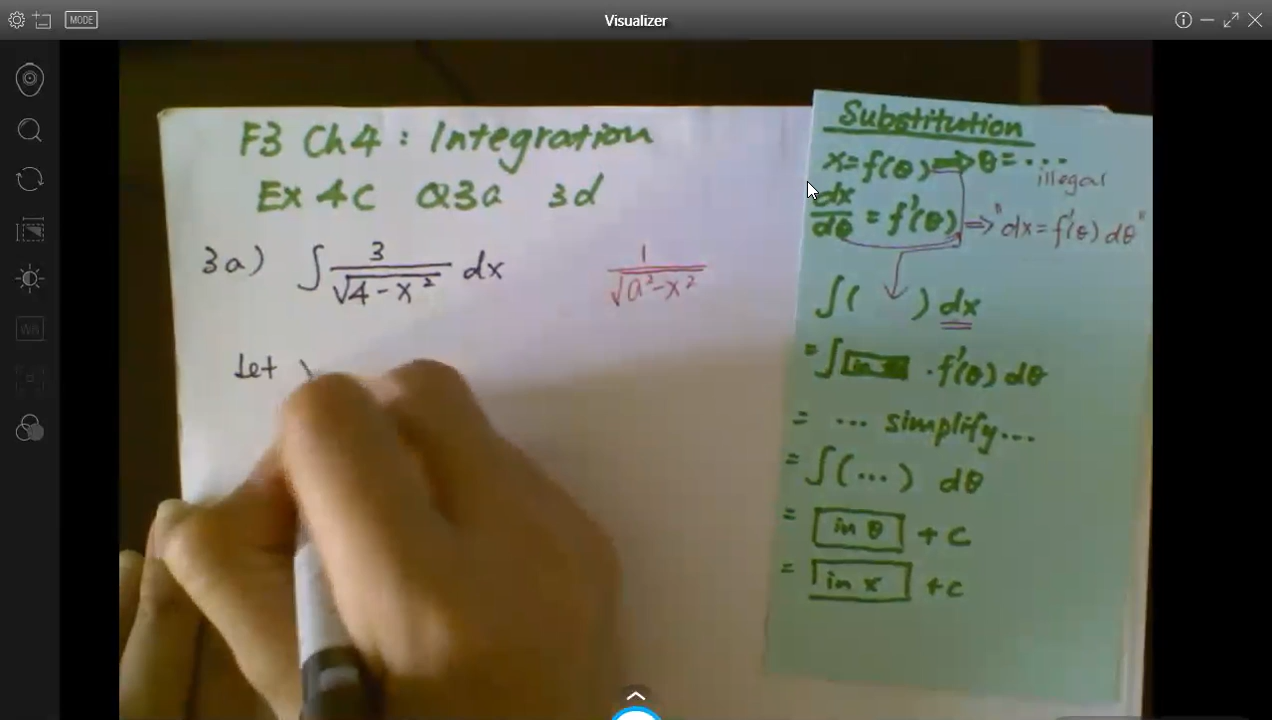 MODE
Visualizer
F3 Ch4 : Integration
Ex 4C Q3a 3d
3a) ∫ 3/√(4-x²) dx
1/√(a²-x²)
Let
Substitution
x=f(θ) ⇒ θ=...
illegal
dx/dθ = f'(θ) ⇒ "dx = f'(θ) dθ"
∫( ) dx
= ∫ · f'(θ) dθ
= ... simplify...
= ∫(...) dθ
= in θ + c
= in x + c